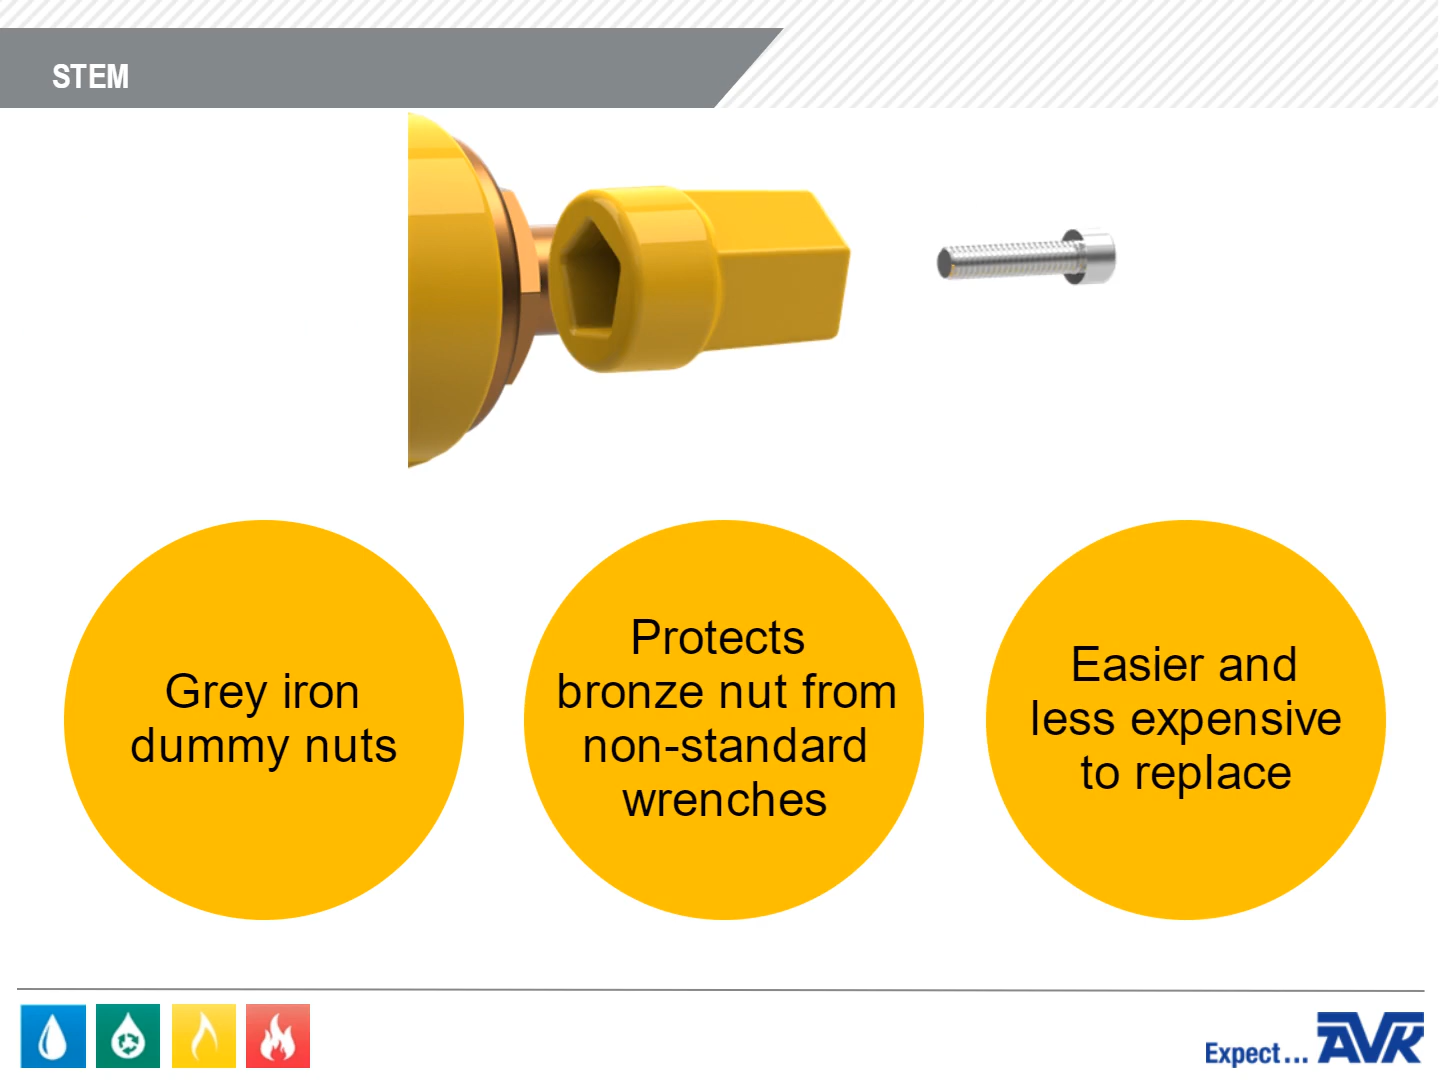 STEM
Grey iron
dummy nuts
Protects
bronze nut from
non-standard
wrenches
Easier and
less expensive
to replace
Expect... AVK